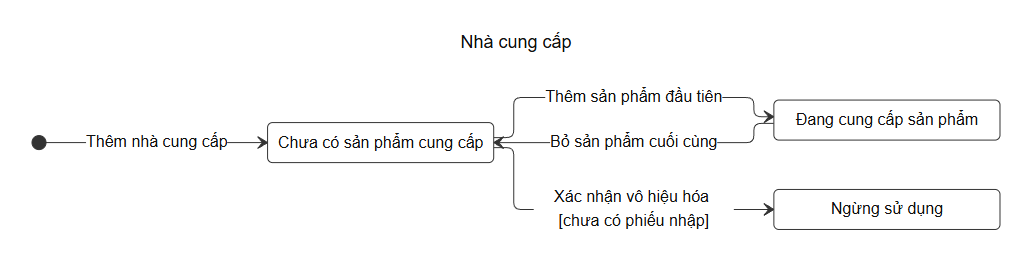 Nhà cung cấp
Thêm nhà cung cấp
Chưa có sản phẩm cung cấp
Thêm sản phẩm đầu tiên
Bỏ sản phẩm cuối cùng
Đang cung cấp sản phẩm
Xác nhận vô hiệu hóa
[chưa có phiếu nhập]
Ngừng sử dụng